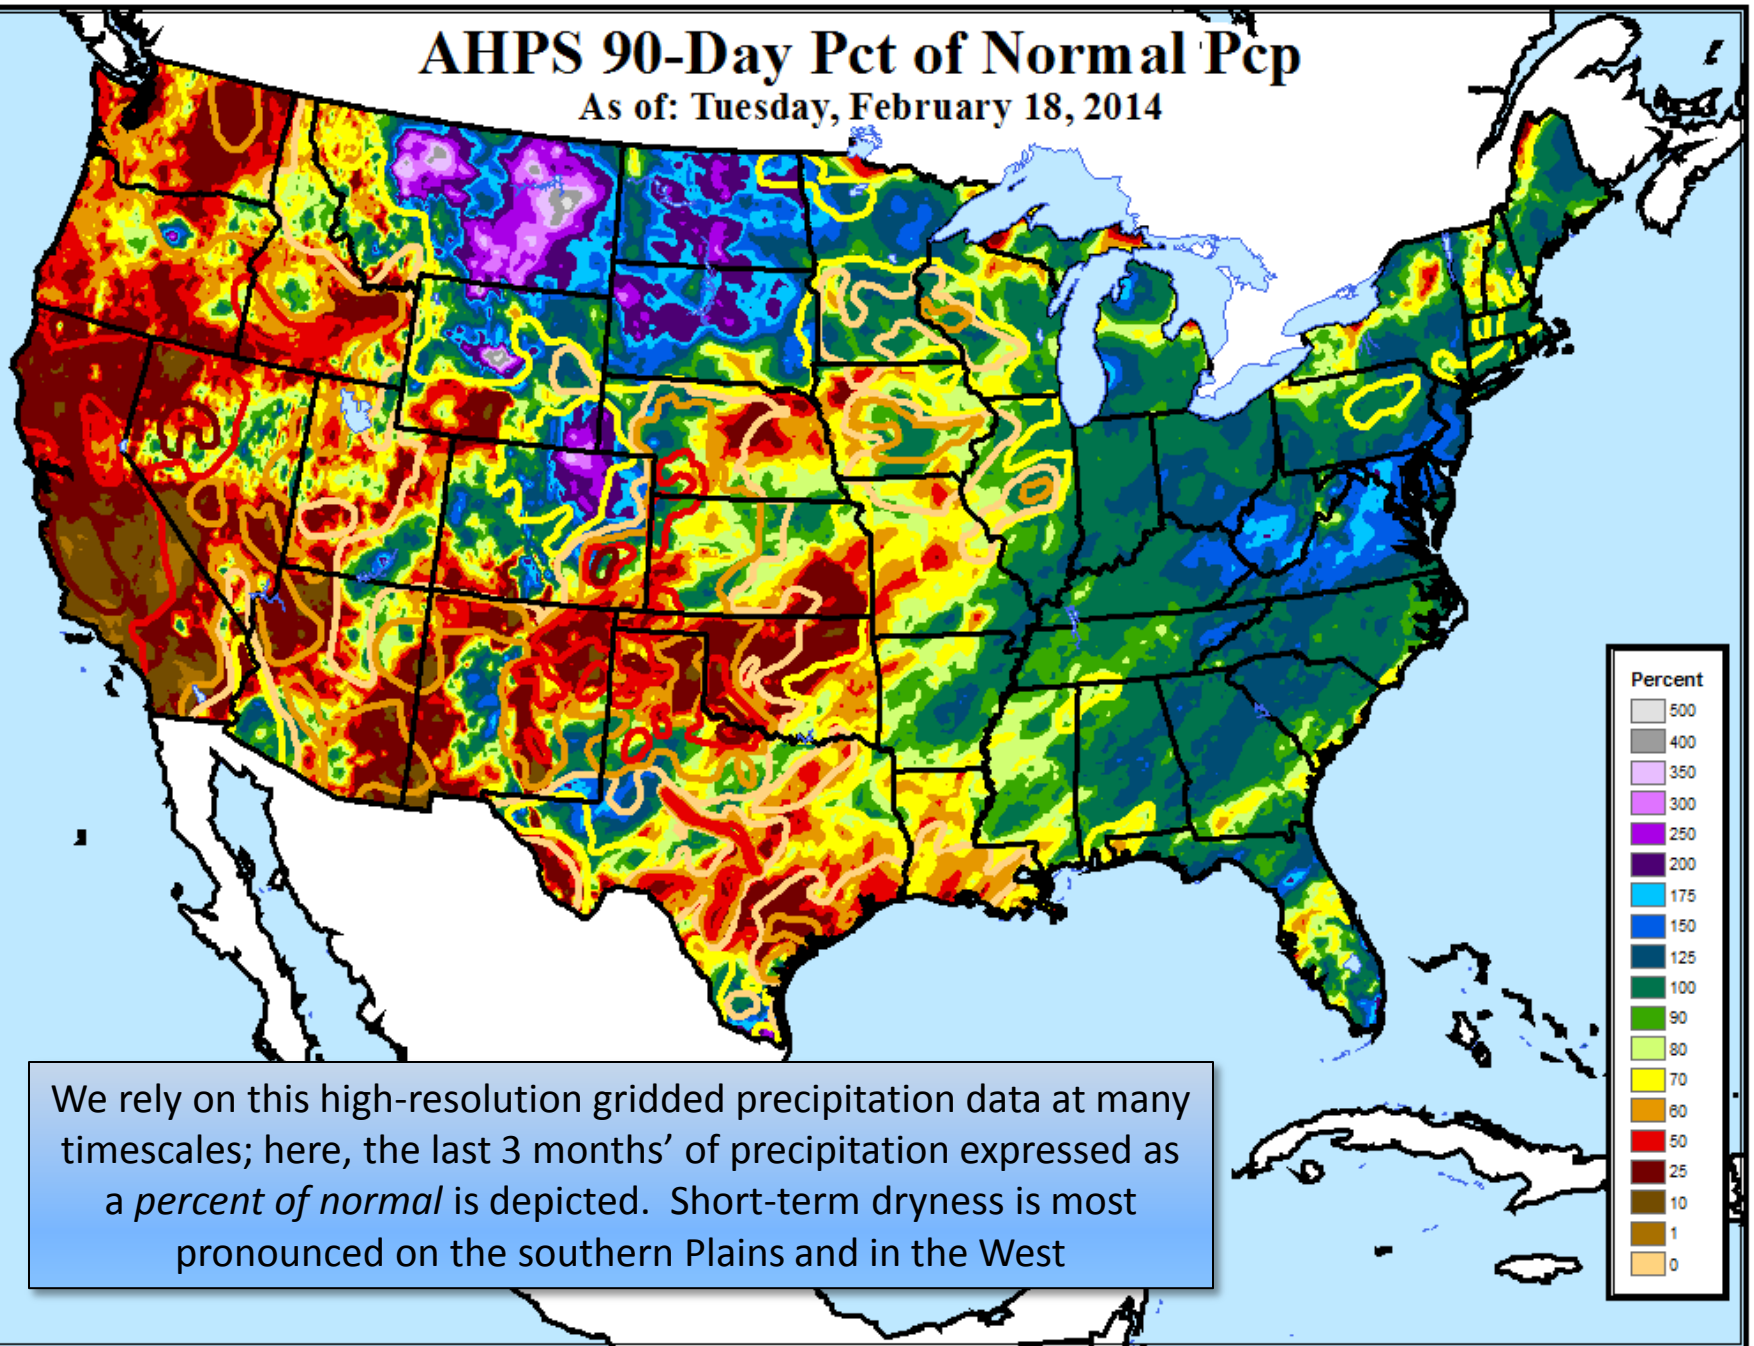 AHPS 90-Day Pct of Normal Pcp
As of: Tuesday, February 18, 2014
Percent
500
400
350
300
250
200
175
150
125
100
90
80
70
60
50
25
10
1
0
We rely on this high-resolution gridded precipitation data at many
timescales; here, the last 3 months’ of precipitation expressed as
a percent of normal is depicted.  Short-term dryness is most
pronounced on the southern Plains and in the West